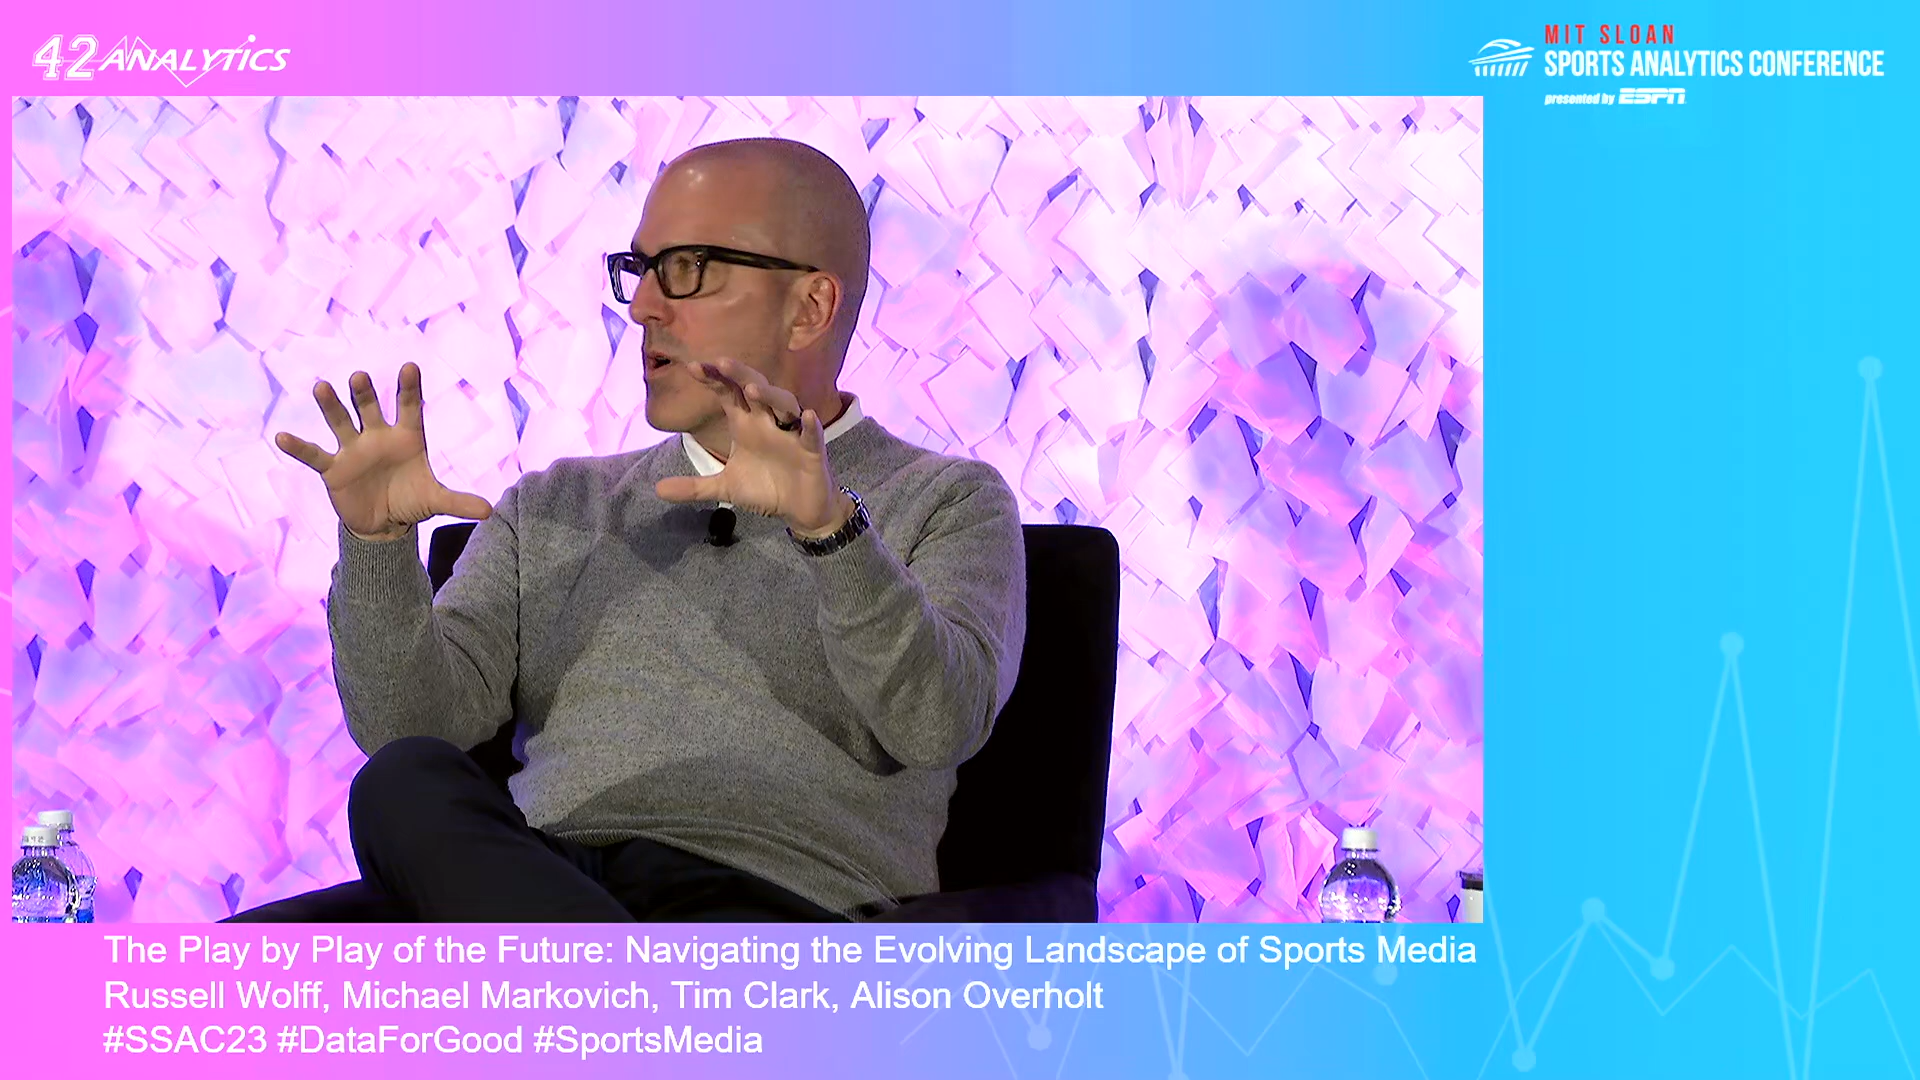 42 ANALYTICS
MIT SLOAN
SPORTS ANALYTICS CONFERENCE
presented by ESPN
The Play by Play of the Future: Navigating the Evolving Landscape of Sports Media
Russell Wolff, Michael Markovich, Tim Clark, Alison Overholt
#SSAC23 #DataForGood #SportsMedia